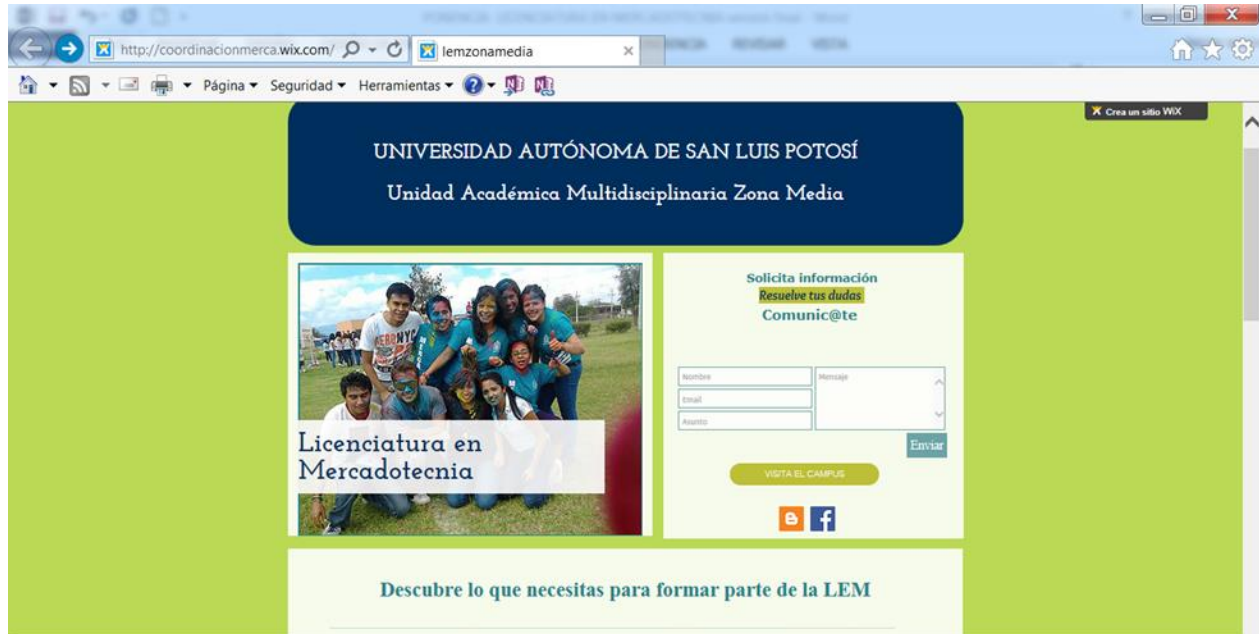 http://coordinacionmerca.wix.com/
lemzonamedia
Página
Seguridad
Herramientas
Crea un sitio WiX
UNIVERSIDAD AUTÓNOMA DE SAN LUIS POTOSÍ
Unidad Académica Multidisciplinaria Zona Media
Licenciatura en
Mercadotecnia
Solicita información
Resuelve tus dudas
Comunic@te
Nombre
Email
Asunto
Mensaje
Enviar
VISITA EL CAMPUS
Descubre lo que necesitas para formar parte de la LEM